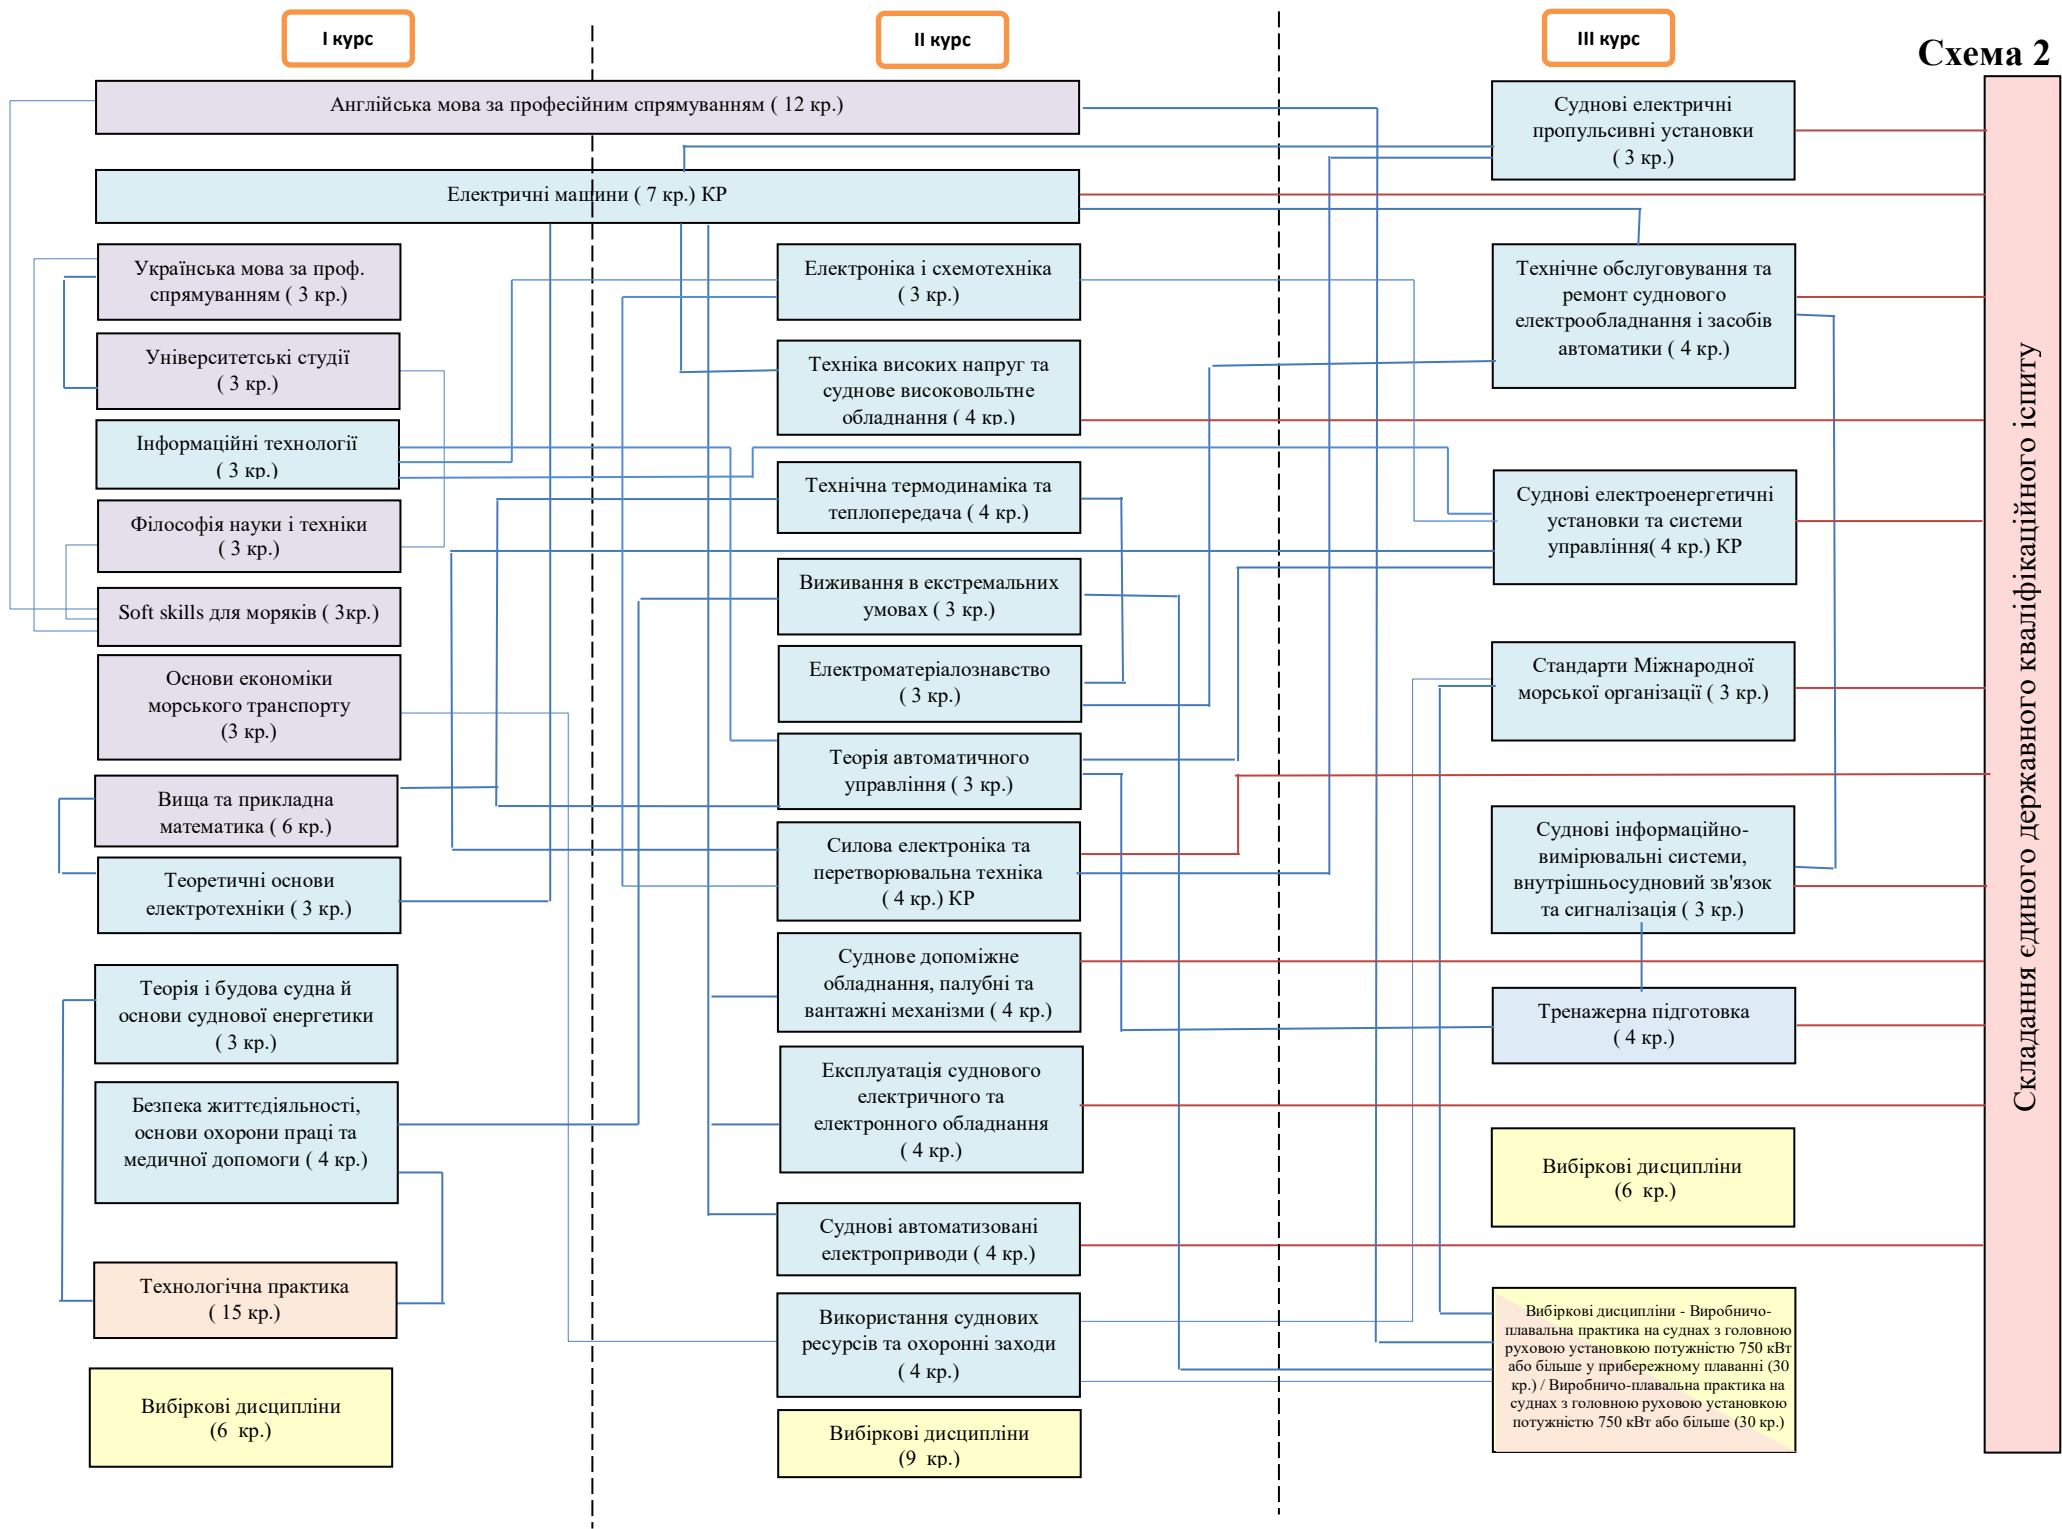 І курс
ІІ курс
ІІІ курс
Схема 2
Англійська мова за професійним спрямуванням ( 12 кр.)
Електричні машини ( 7 кр.) КР
Українська мова за проф.
спрямуванням ( 3 кр.)
Університетські студії
( 3 кр.)
Інформаційні технології
( 3 кр.)
Філософія науки і техніки
( 3 кр.)
Soft skills для моряків ( 3кр.)
Основи економіки
морського транспорту
(3 кр.)
Вища та прикладна
математика ( 6 кр.)
Теоретичні основи
електротехніки ( 3 кр.)
Теорія і будова судна й
основи суднової енергетики
( 3 кр.)
Безпека життєдіяльності,
основи охорони праці та
медичної допомоги ( 4 кр.)
Технологічна практика
( 15 кр.)
Вибіркові дисципліни
(6 кр.)
Електроніка і схемотехніка
( 3 кр.)
Техніка високих напруг та
суднове високовольтне
обладнання ( 4 кр.)
Технічна термодинаміка та
теплопередача ( 4 кр.)
Виживання в екстремальних
умовах ( 3 кр.)
Електроматеріалознавство
( 3 кр.)
Теорія автоматичного
управління ( 3 кр.)
Силова електроніка та
перетворювальна техніка
( 4 кр.) КР
Суднове допоміжне
обладнання, палубні та
вантажні механізми ( 4 кр.)
Експлуатація суднового
електричного та
електронного обладнання
( 4 кр.)
Суднові автоматизовані
електроприводи ( 4 кр.)
Використання суднових
ресурсів та охоронні заходи
( 4 кр.)
Вибіркові дисципліни
(9 кр.)
Суднові електричні
пропульсивні установки
( 3 кр.)
Технічне обслуговування та
ремонт суднового
електрообладнання і засобів
автоматики ( 4 кр.)
Суднові електроенергетичні
установки та системи
управління( 4 кр.) КР
Стандарти Міжнародної
морської організації ( 3 кр.)
Суднові інформаційно-
вимірювальні системи,
внутрішньосудновий зв'язок
та сигналізація ( 3 кр.)
Тренажерна підготовка
( 4 кр.)
Вибіркові дисципліни
(6 кр.)
Вибіркові дисципліни - Виробничо-
плавальна практика на суднах з головною
руховою установкою потужністю 750 кВт
або більше у прибережному плаванні (30
кр.) / Виробничо-плавальна практика на
суднах з головною руховою установкою
потужністю 750 кВт або більше (30 кр.)
Складання єдиного державного кваліфікаційного іспиту